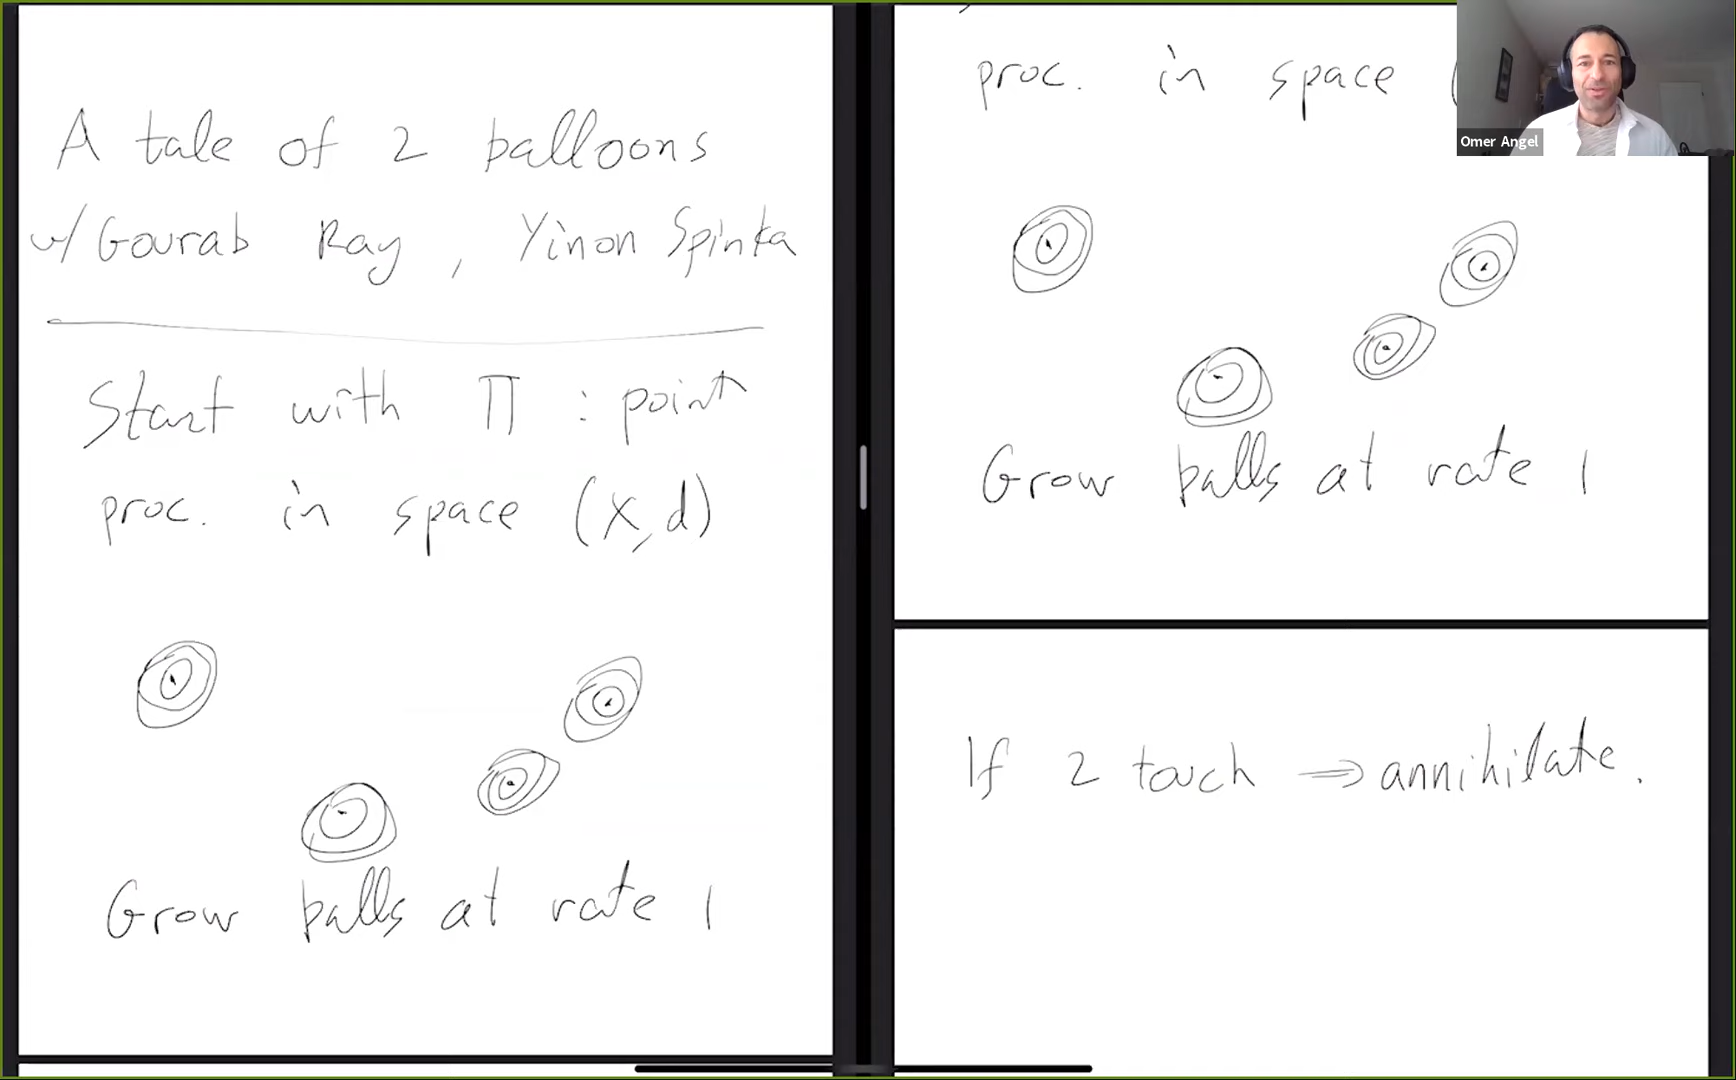 A tale of 2 balloons
w/ Gourab Ray, Yinon Spinka
Start with Π : point
proc. in space (X,d)
Grow balls at rate 1
proc. in space (
Omer Angel
Grow balls at rate 1
If 2 touch ⇒ annihilate.